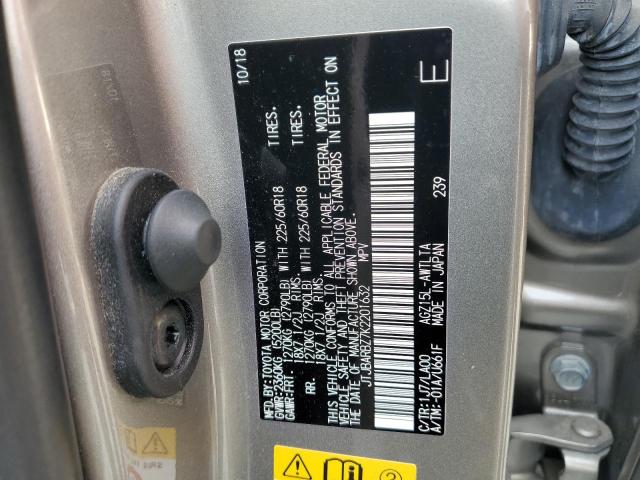 MFD.BY:TOYOTA MOTOR CORPORATION 10/18
GVWR:2360KG (5200LB)
GAWR:FRT. 1270KG (2790LB) WITH 225/60R18 TIRES.
18X7 1/2J RIMS.
RR. 1270KG (2790LB) WITH 225/60R18 TIRES.
18X7 1/2J RIMS.
THIS VEHICLE CONFORMS TO ALL APPLICABLE FEDERAL MOTOR
VEHICLE SAFETY AND THEFT PREVENTION STANDARDS IN EFFECT ON
THE DATE OF MANUFACTURE SHOWN ABOVE.
MPV
E
C/TR:1J7/LA00 AGZ15L-AWTLTA
MADE IN JAPAN 239